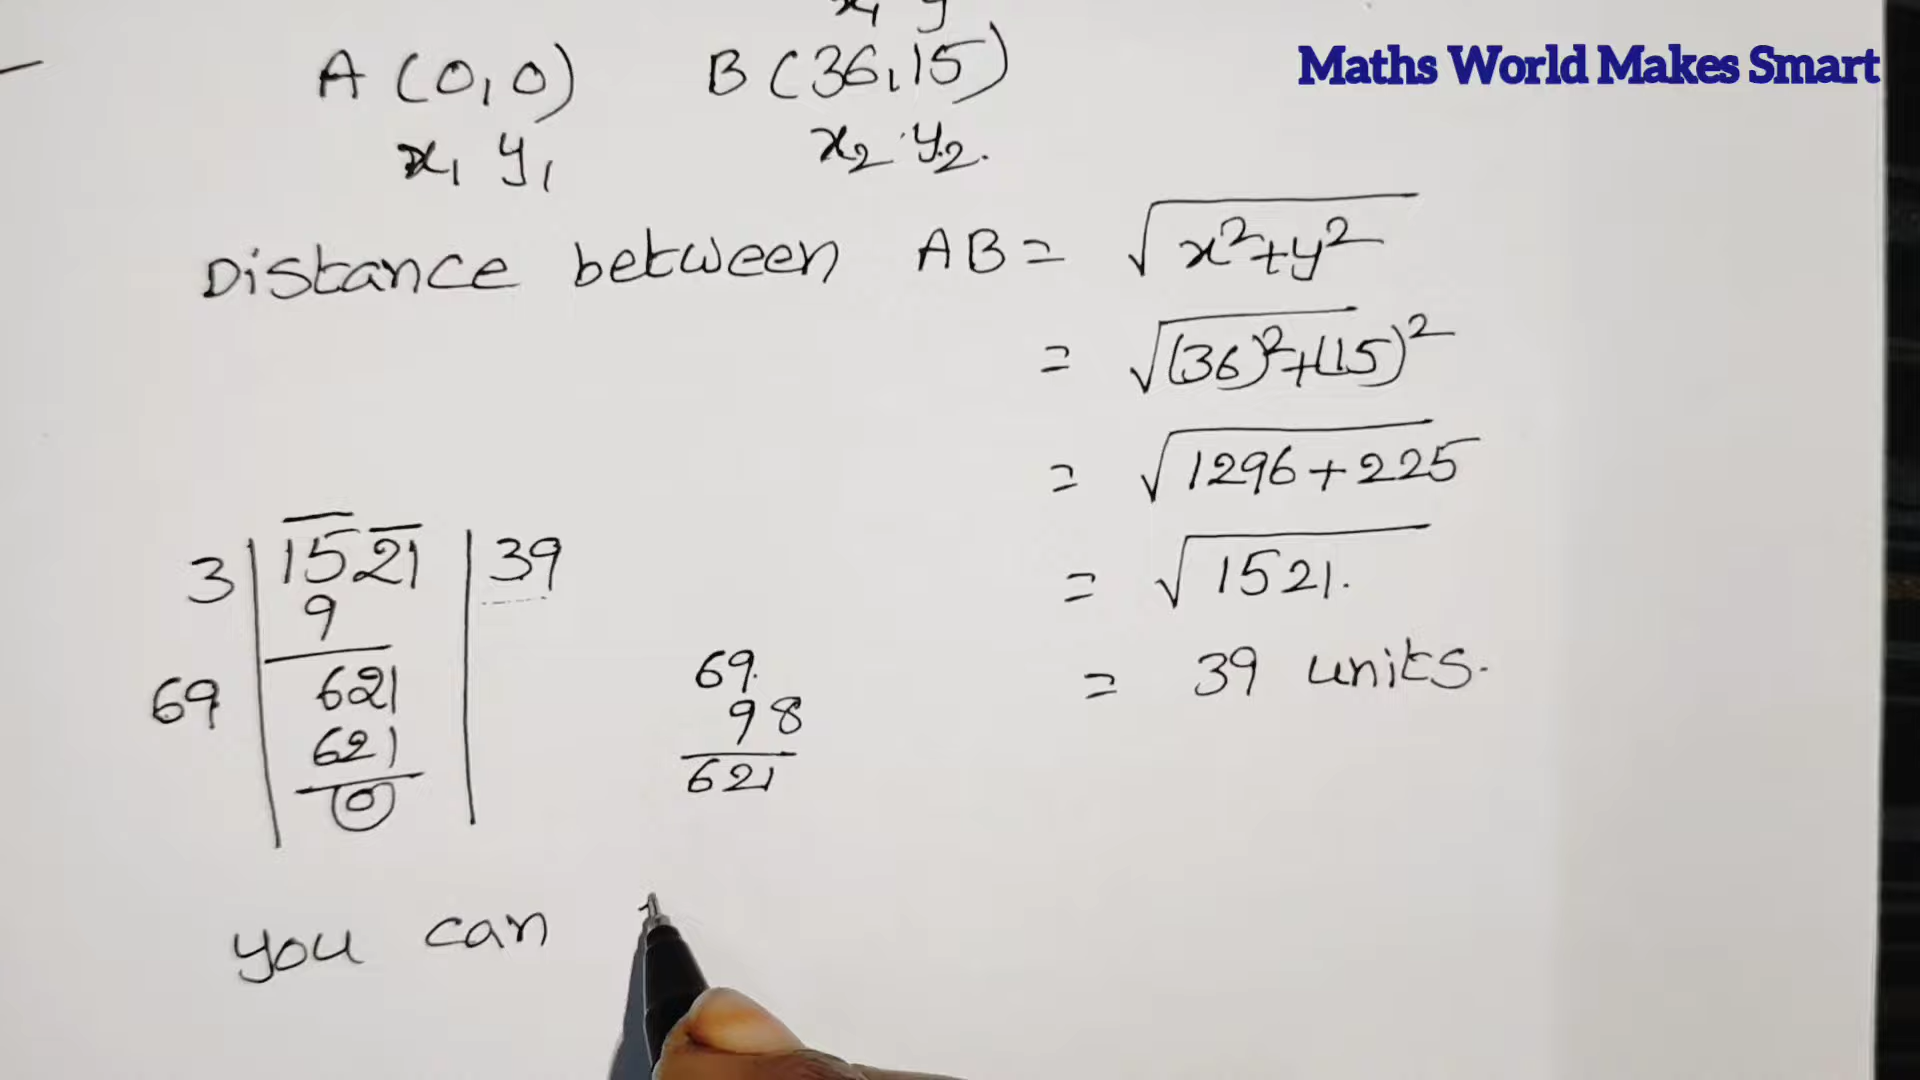 x, y
A (0,0) B (36,15)
Maths World Makes Smart
x₁ y₁ x₂ y₂.
Distance between AB = √x²+y²
= √(36)²+(15)²
= √1296+225
= √1521.
= 39 units.
3 | 1521 | 39
9
69 | 621
621
0
69.
98
621
you can